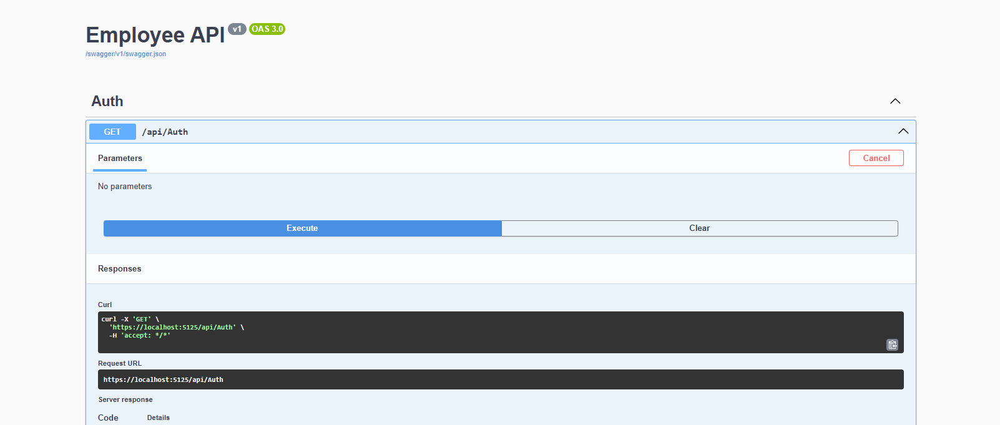 Employee API v1 OAS 3.0
/swagger/v1/swagger.json
Auth
GET /api/Auth
Parameters
Cancel
No parameters
Execute
Clear
Responses
Curl
curl -X 'GET' \
'https://localhost:5125/api/Auth' \
-H 'accept: */*'
Request URL
https://localhost:5125/api/Auth
Server response
Code Details